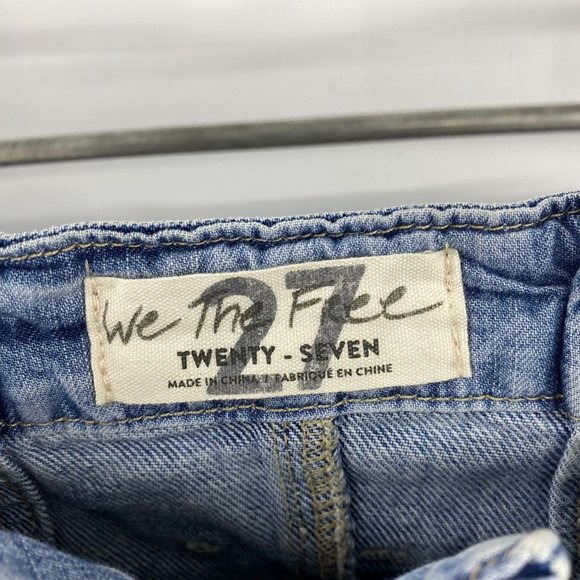 We The Free
27
TWENTY - SEVEN
MADE IN CHINA / FABRIQUÉ EN CHINE